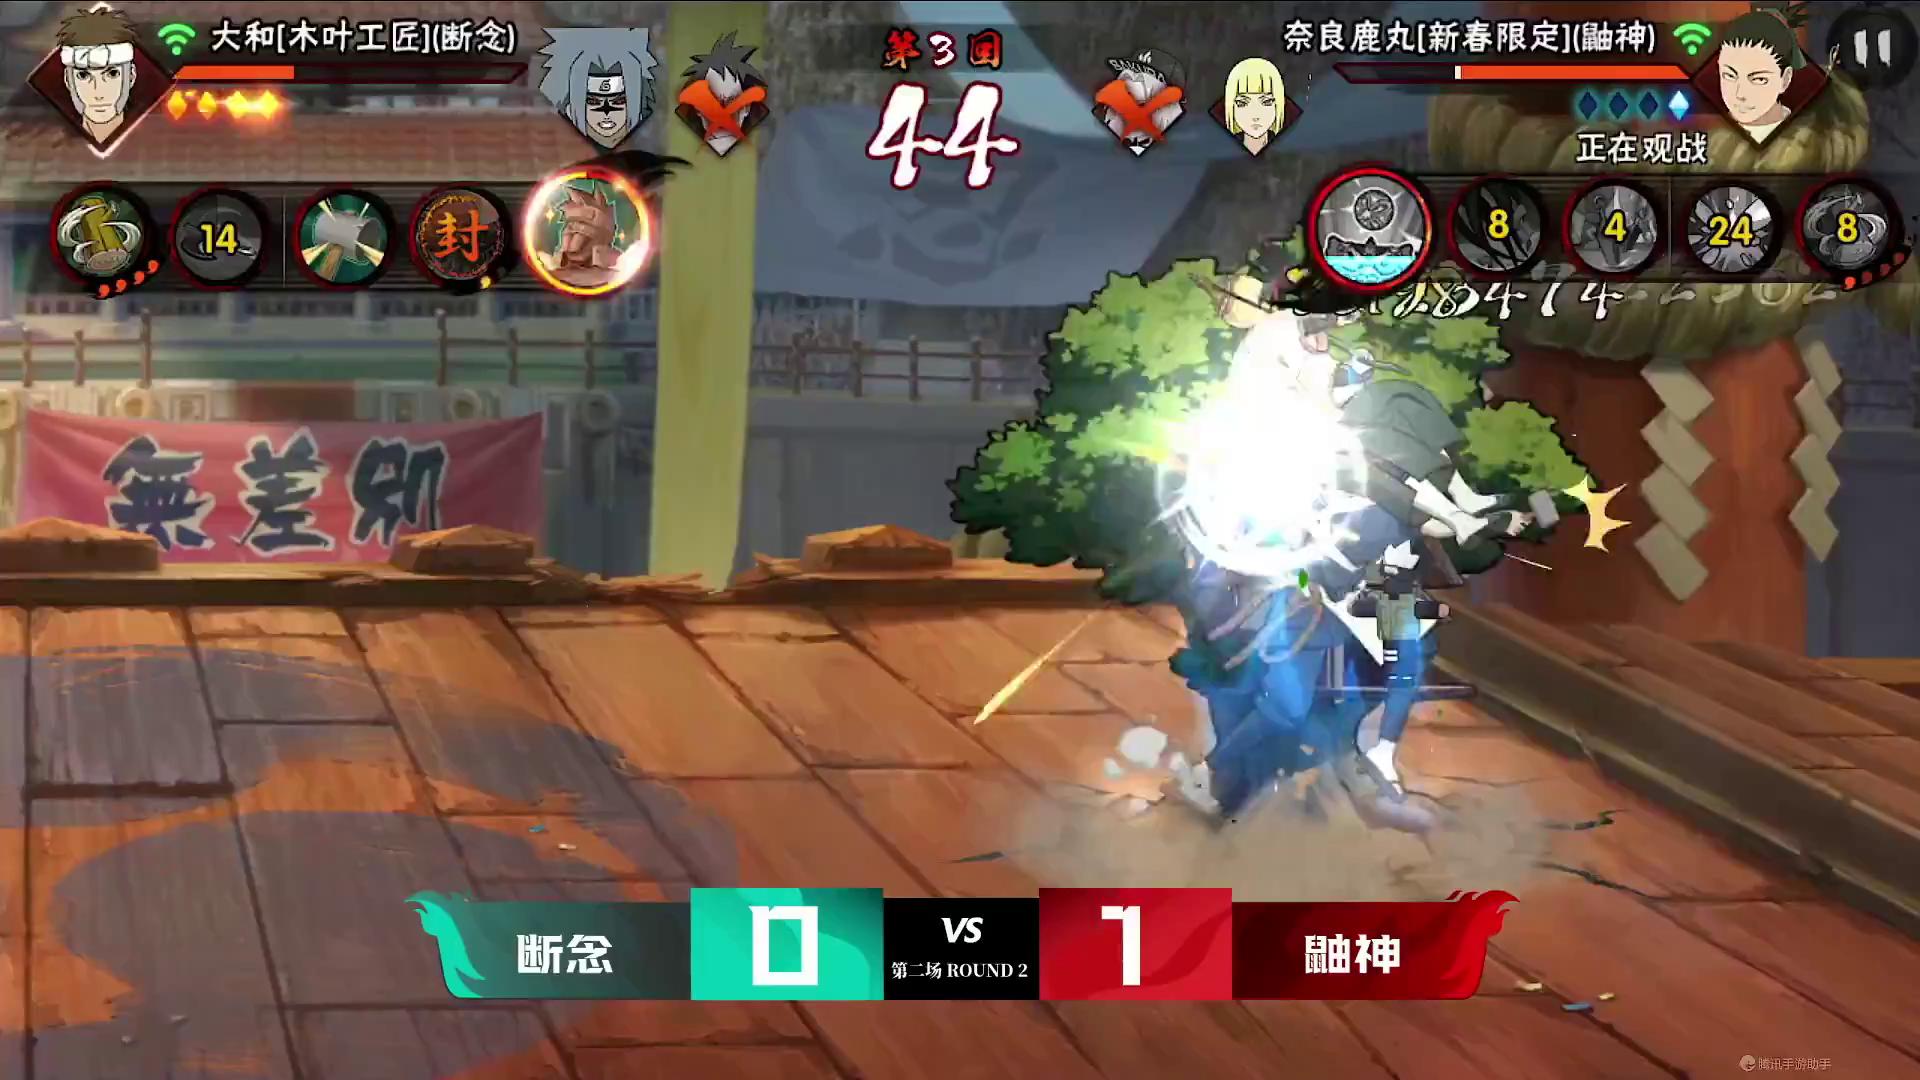 大和[木叶工匠](断念)
第3回
44
奈良鹿丸[新春限定](鼬神)
正在观战
14
封
8
4
24
8
無差別
断念
0
VS
第二场 ROUND 2
1
鼬神
腾讯手游助手